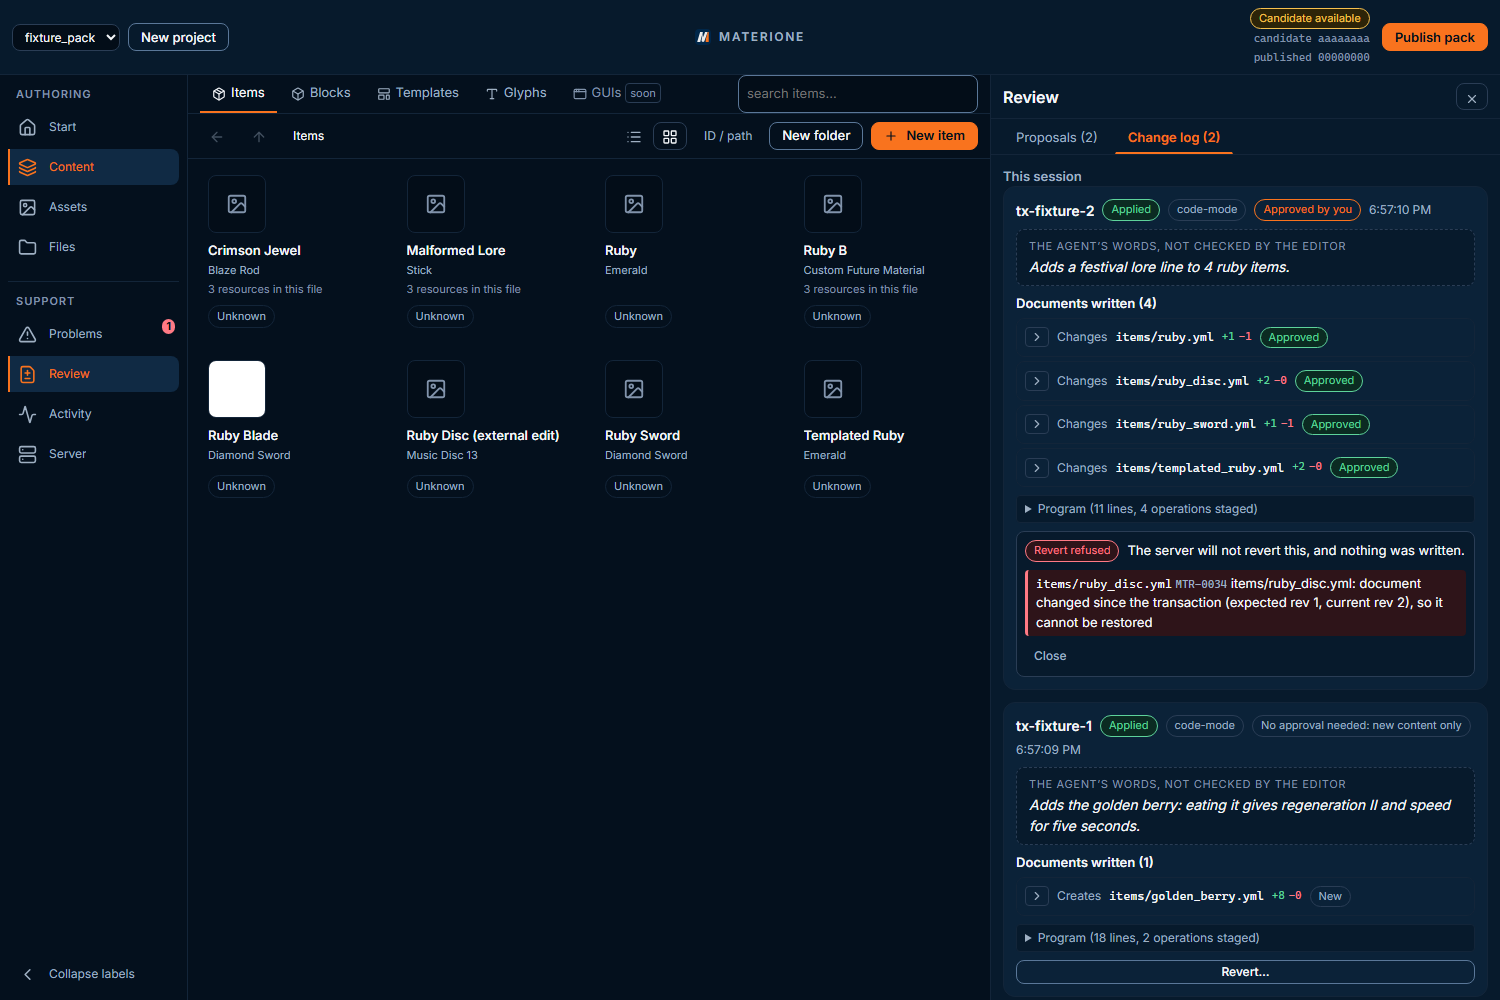 fixture_pack
New project
MATERIONE
Candidate available
candidate aaaaaaaa
published 00000000
Publish pack
AUTHORING
Start
Content
Assets
Files
SUPPORT
Problems
1
Review
Activity
Server
Collapse labels
Items
Blocks
Templates
Glyphs
GUIs soon
search items...
Items
ID / path
New folder
New item
Crimson Jewel
Blaze Rod
3 resources in this file
Unknown
Malformed Lore
Stick
3 resources in this file
Unknown
Ruby
Emerald
Unknown
Ruby B
Custom Future Material
3 resources in this file
Unknown
Ruby Blade
Diamond Sword
Unknown
Ruby Disc (external edit)
Music Disc 13
Unknown
Ruby Sword
Diamond Sword
Unknown
Templated Ruby
Emerald
Unknown
Review
Proposals (2)
Change log (2)
This session
tx-fixture-2 Applied code-mode Approved by you 6:57:10 PM
THE AGENT'S WORDS, NOT CHECKED BY THE EDITOR
Adds a festival lore line to 4 ruby items.
Documents written (4)
Changes items/ruby.yml +1 −1 Approved
Changes items/ruby_disc.yml +2 −0 Approved
Changes items/ruby_sword.yml +1 −1 Approved
Changes items/templated_ruby.yml +2 −0 Approved
Program (11 lines, 4 operations staged)
Revert refused The server will not revert this, and nothing was written.
items/ruby_disc.yml MTR-0034 items/ruby_disc.yml: document
changed since the transaction (expected rev 1, current rev 2), so it
cannot be restored
Close
tx-fixture-1 Applied code-mode No approval needed: new content only
6:57:09 PM
THE AGENT'S WORDS, NOT CHECKED BY THE EDITOR
Adds the golden berry: eating it gives regeneration II and speed
for five seconds.
Documents written (1)
Creates items/golden_berry.yml +8 −0 New
Program (18 lines, 2 operations staged)
Revert...